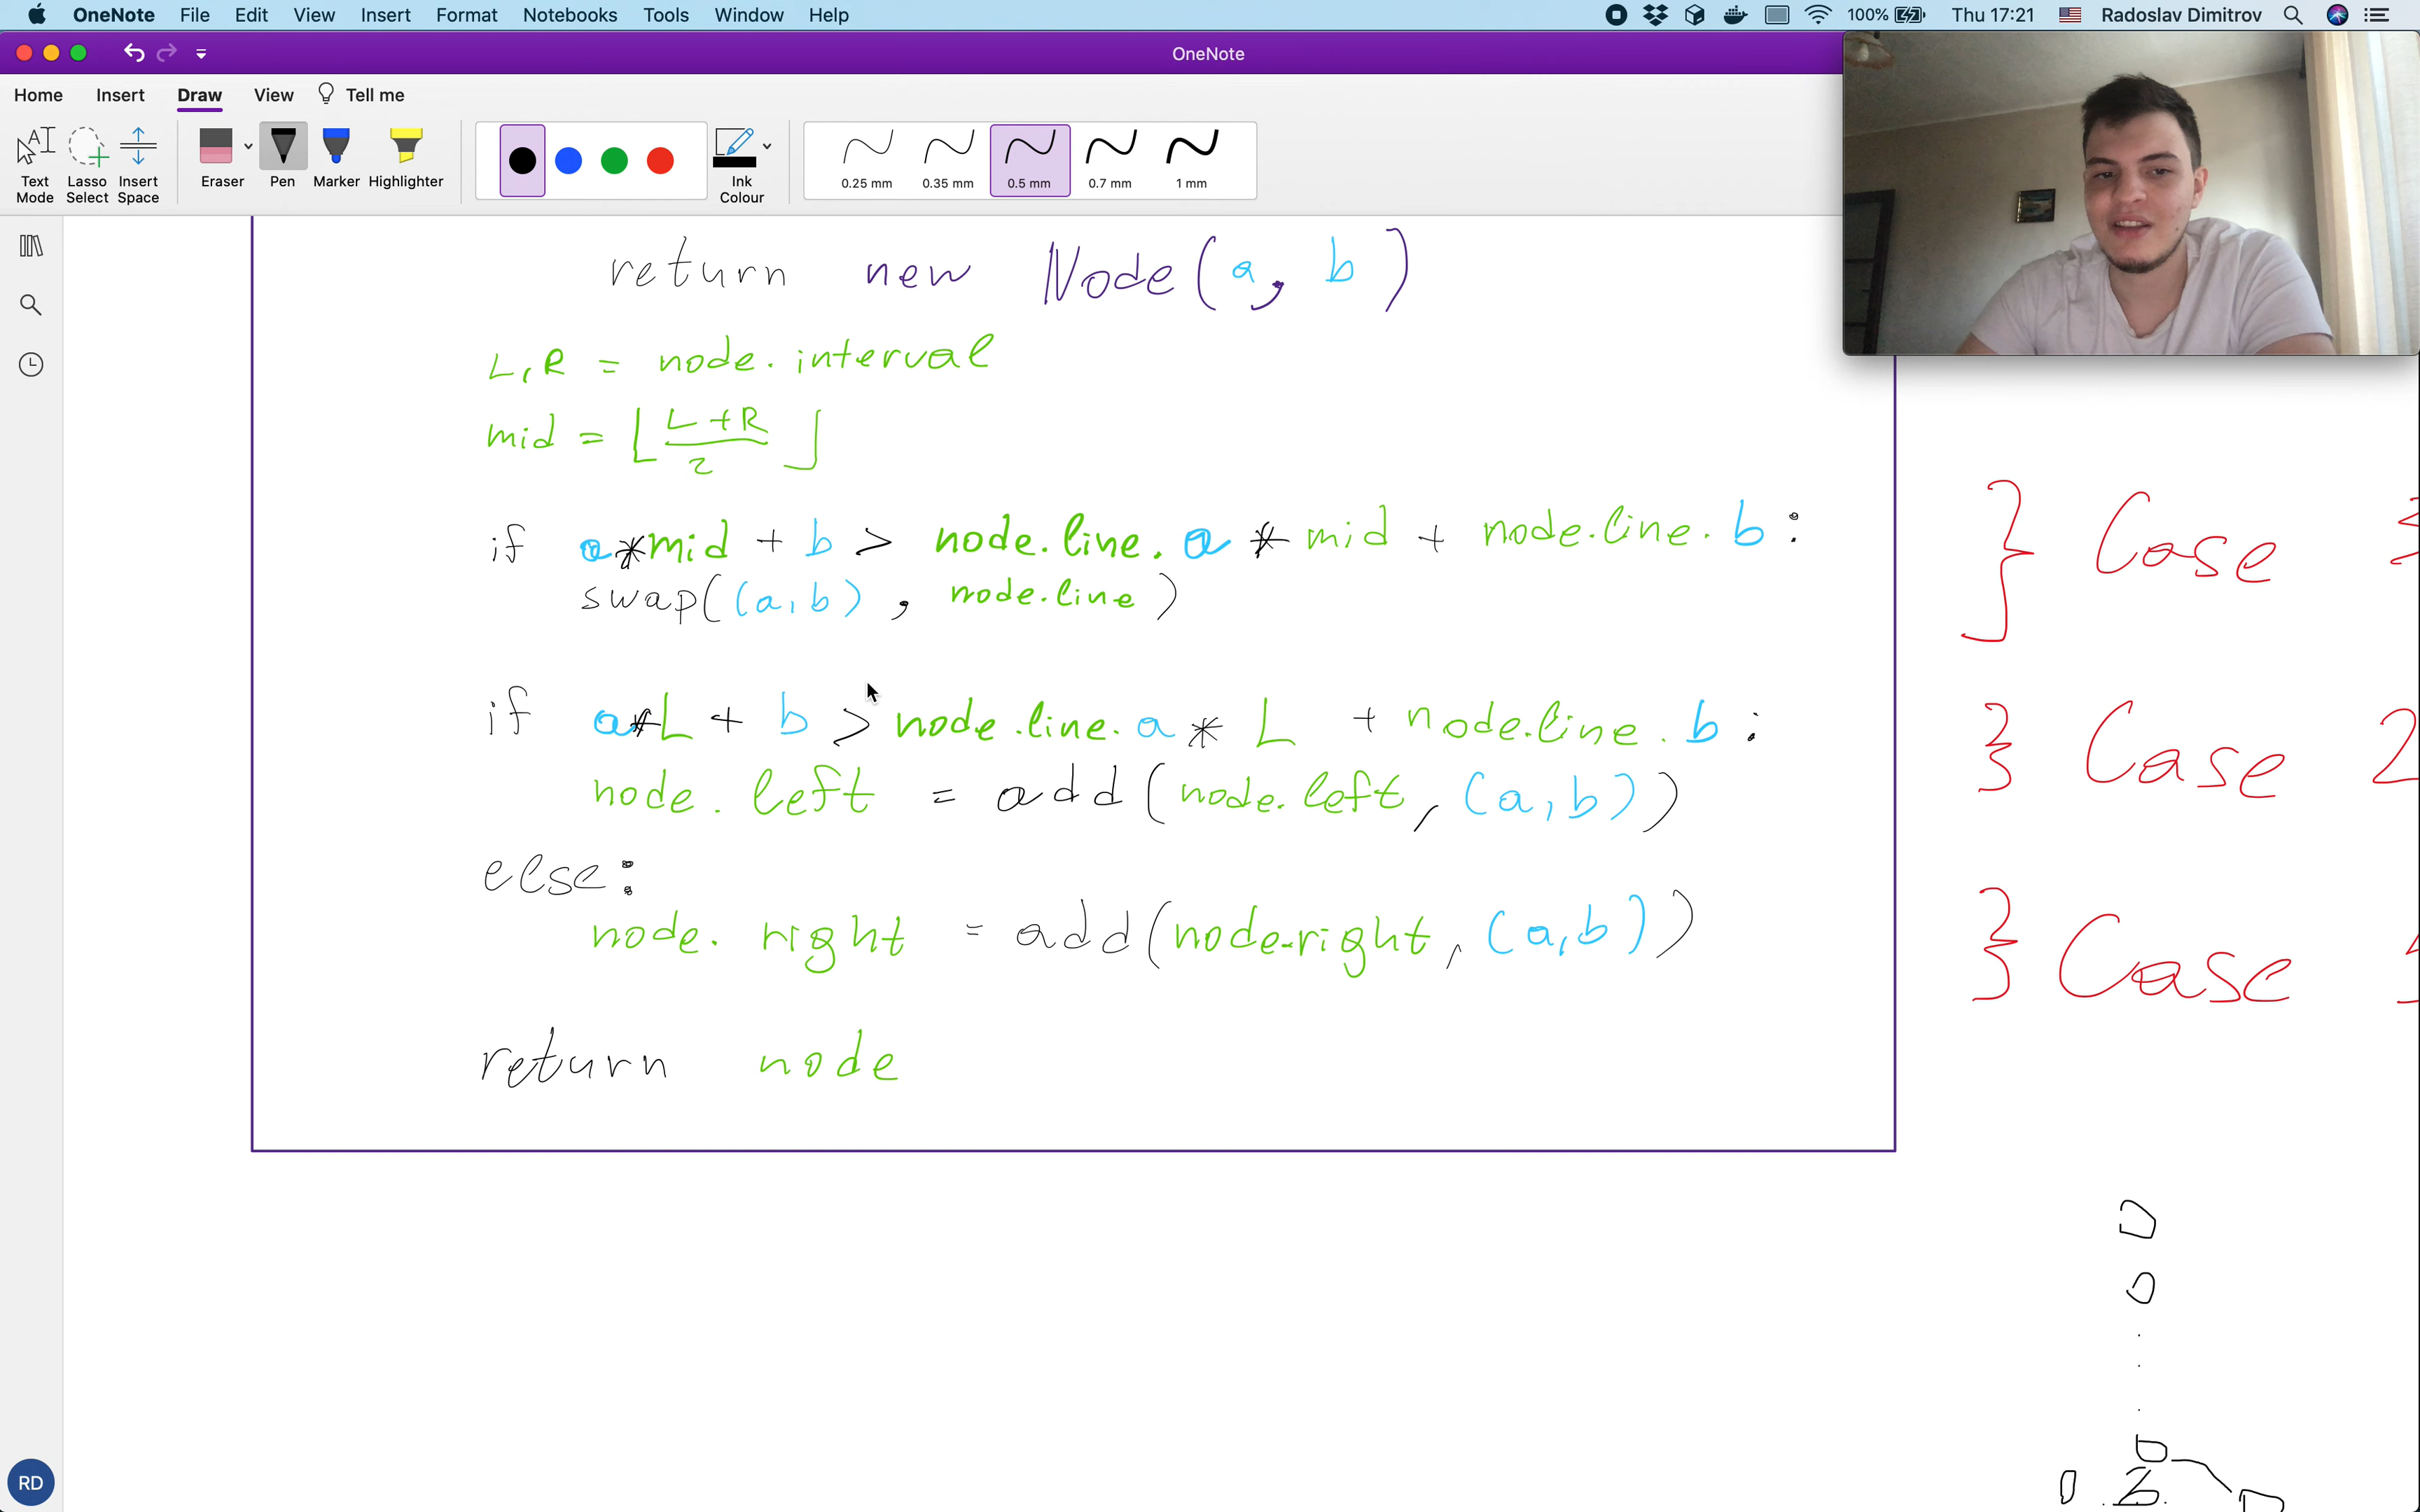 OneNote File Edit View Insert Format Notebooks Tools Window Help 100% Thu 17:21 Radoslav Dimitrov
OneNote
Home Insert Draw View Tell me
Text Mode
Lasso Select
Insert Space
Eraser
Pen
Marker
Highlighter
Ink Colour
0.25 mm
0.35 mm
0.5 mm
0.7 mm
1 mm
return new Node(a, b)
L,R = node.interval
mid = ⌊(L+R)/2⌋
if a*mid + b > node.line.a * mid + node.line.b:
swap((a,b), node.line)
} Case
if a*L + b > node.line.a * L + node.line.b:
node.left = add(node.left, (a,b))
} Case 2
else:
node.right = add(node.right, (a,b))
} Case
return node
RD